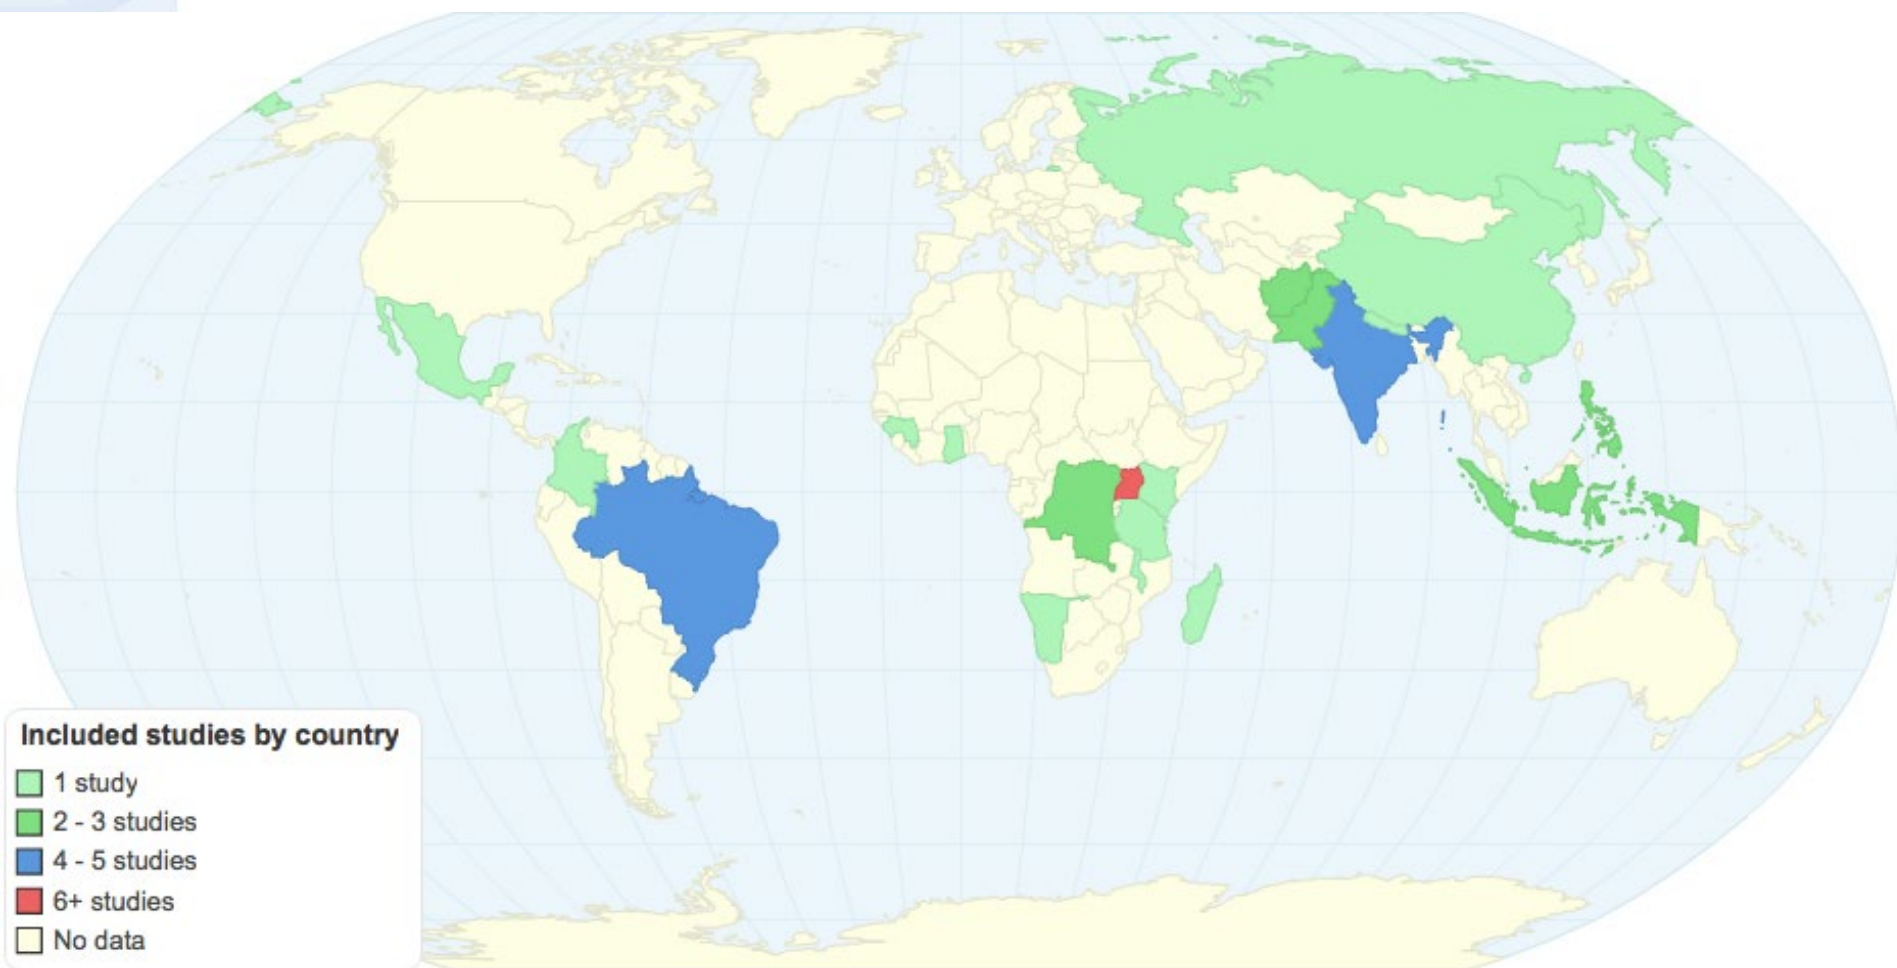 Included studies by country
1 study
2 - 3 studies
4 - 5 studies
6+ studies
No data